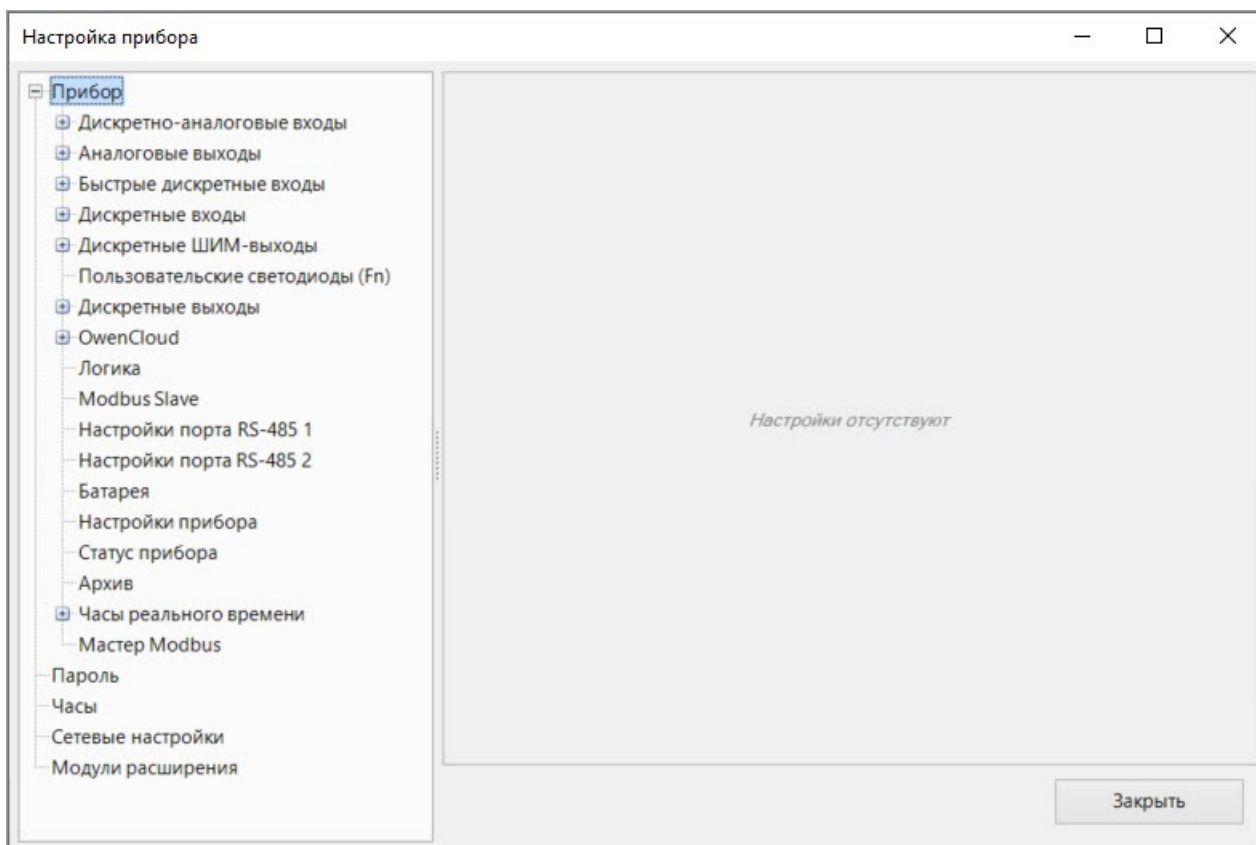 Настройка прибора
Прибор
Дискретно-аналоговые входы
Аналоговые выходы
Быстрые дискретные входы
Дискретные входы
Дискретные ШИМ-выходы
Пользовательские светодиоды (Fn)
Дискретные выходы
OwenCloud
Логика
Modbus Slave
Настройки порта RS-485 1
Настройки порта RS-485 2
Батарея
Настройки прибора
Статус прибора
Архив
Часы реального времени
Мастер Modbus
Пароль
Часы
Сетевые настройки
Модули расширения
Настройки отсутствуют
Закрыть